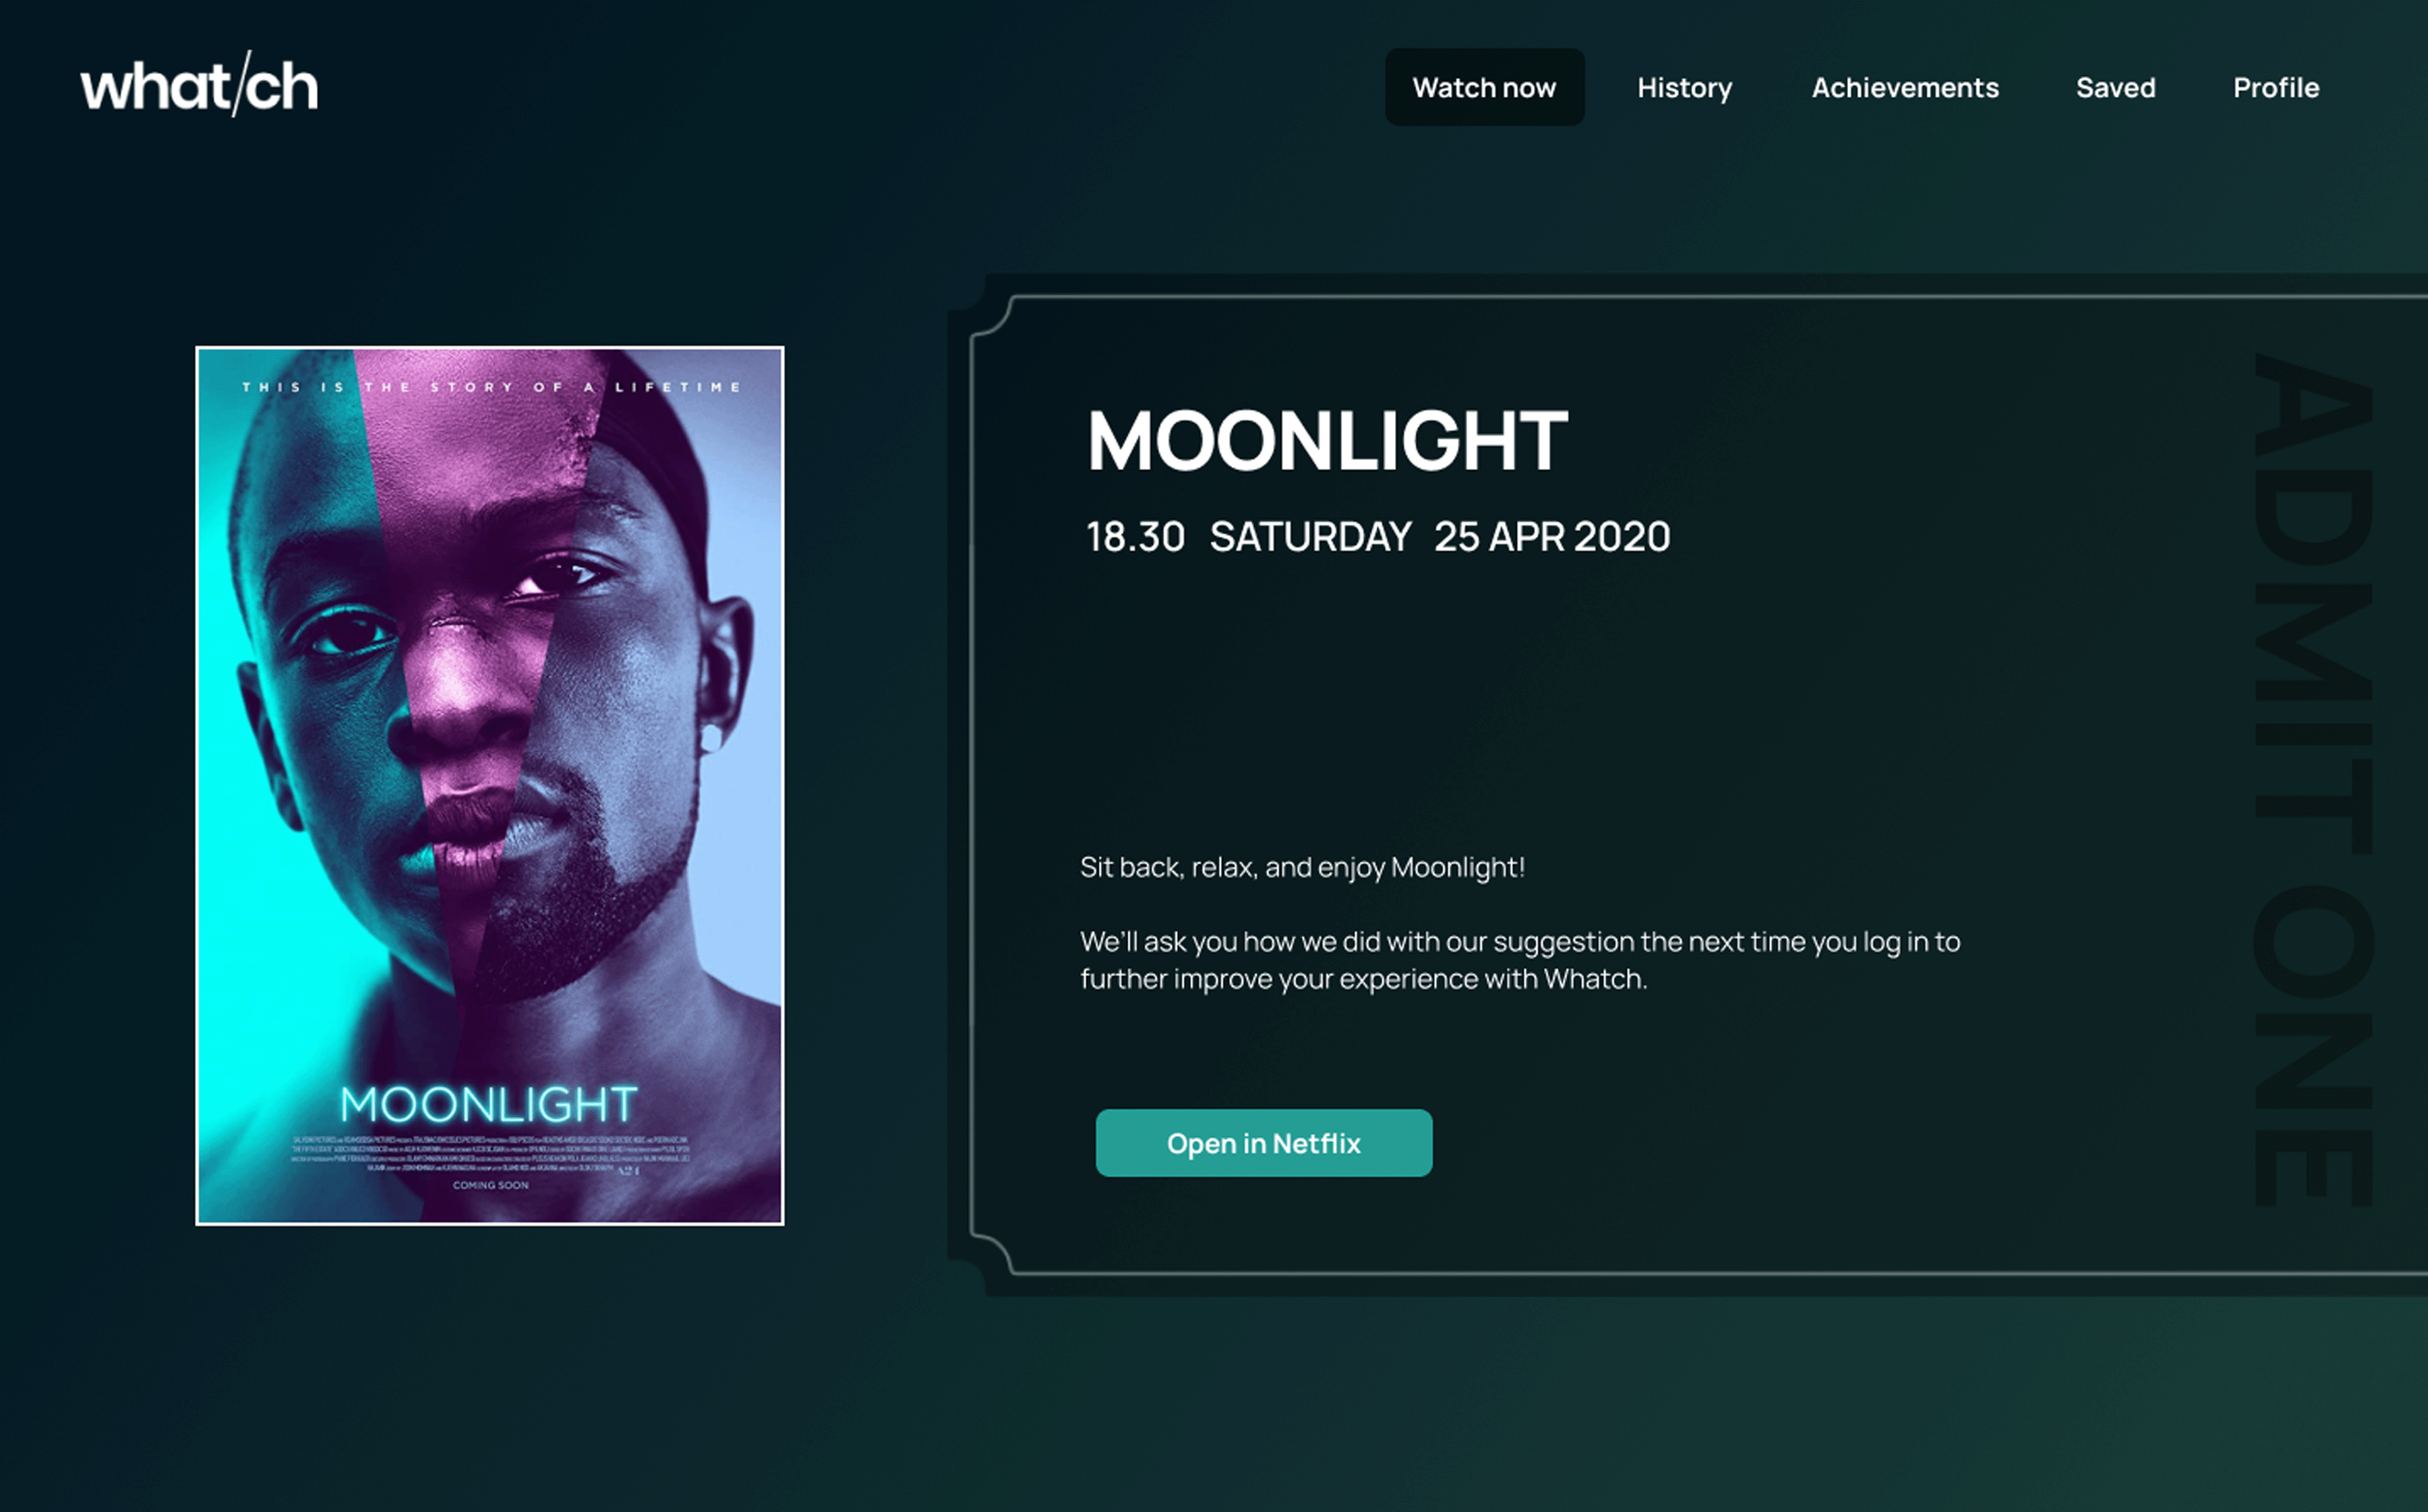 what/ch
Watch now
History
Achievements
Saved
Profile
THIS IS THE STORY OF A LIFETIME
MOONLIGHT
COMING SOON
MOONLIGHT
18.30 SATURDAY 25 APR 2020
Sit back, relax, and enjoy Moonlight!
We'll ask you how we did with our suggestion the next time you log in to
further improve your experience with Whatch.
Open in Netflix
ADMIT ONE